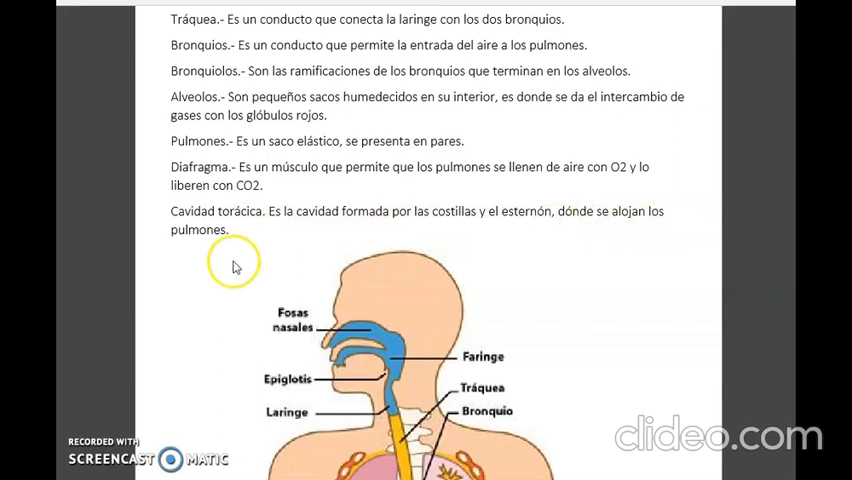 Tráquea.- Es un conducto que conecta la laringe con los dos bronquios.
Bronquios.- Es un conducto que permite la entrada del aire a los pulmones.
Bronquiolos.- Son las ramificaciones de los bronquios que terminan en los alveolos.
Alveolos.- Son pequeños sacos humedecidos en su interior, es donde se da el intercambio de
gases con los glóbulos rojos.
Pulmones.- Es un saco elástico, se presenta en pares.
Diafragma.- Es un músculo que permite que los pulmones se llenen de aire con O2 y lo
liberen con CO2.
Cavidad torácica. Es la cavidad formada por las costillas y el esternón, dónde se alojan los
pulmones.
Fosas
nasales
Faringe
Epiglotis
Tráquea
Laringe
Bronquio
clideo.com
RECORDED WITH
SCREENCAST MATIC